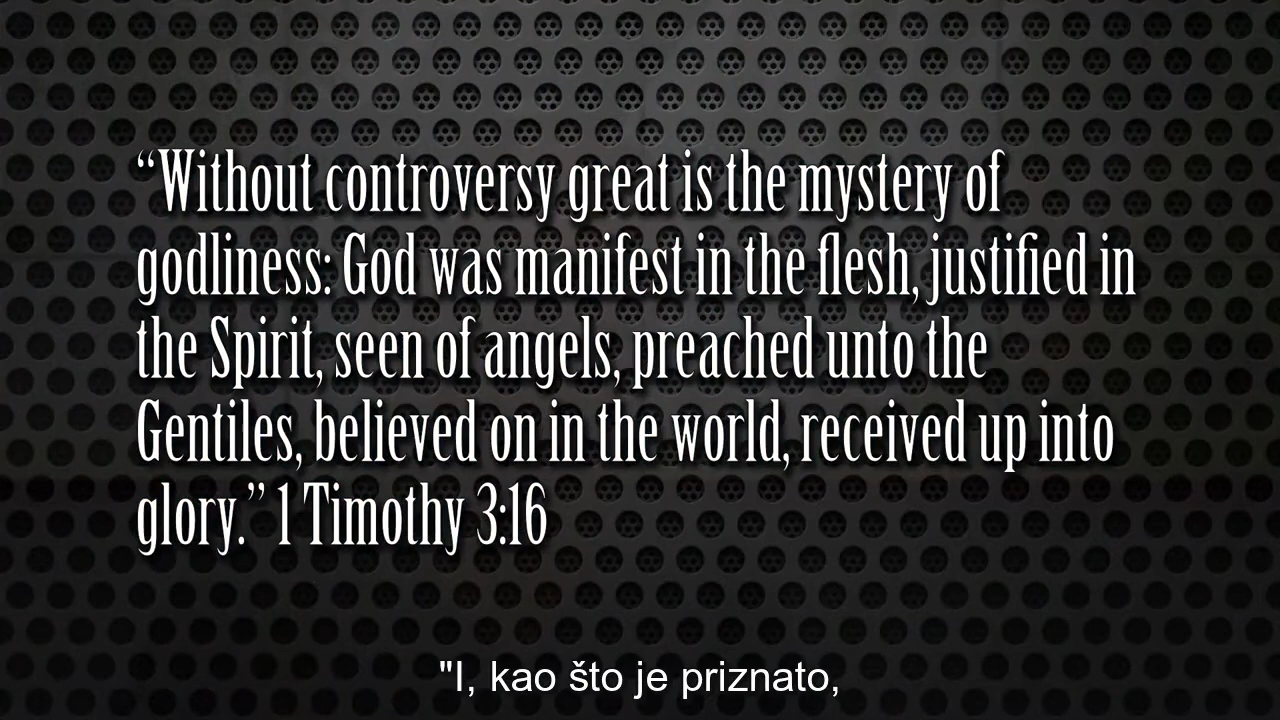 “Without controversy great is the mystery of
godliness: God was manifest in the flesh, justified in
the Spirit, seen of angels, preached unto the
Gentiles, believed on in the world, received up into
glory.” 1 Timothy 3:16
"I, kao što je priznato,